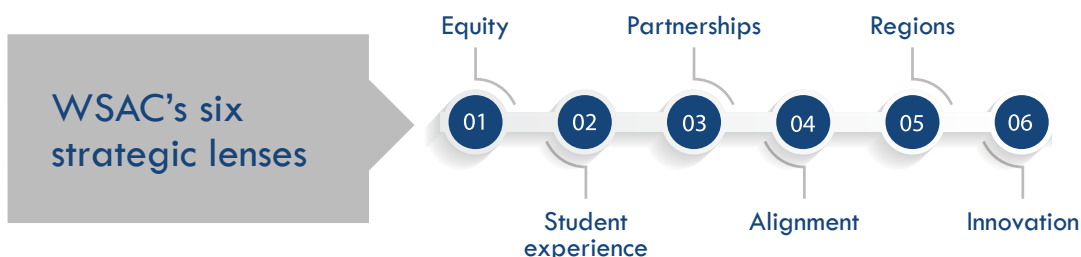 WSAC's six
strategic lenses
Equity
Partnerships
Regions
01
02
03
04
05
06
Student
experience
Alignment
Innovation